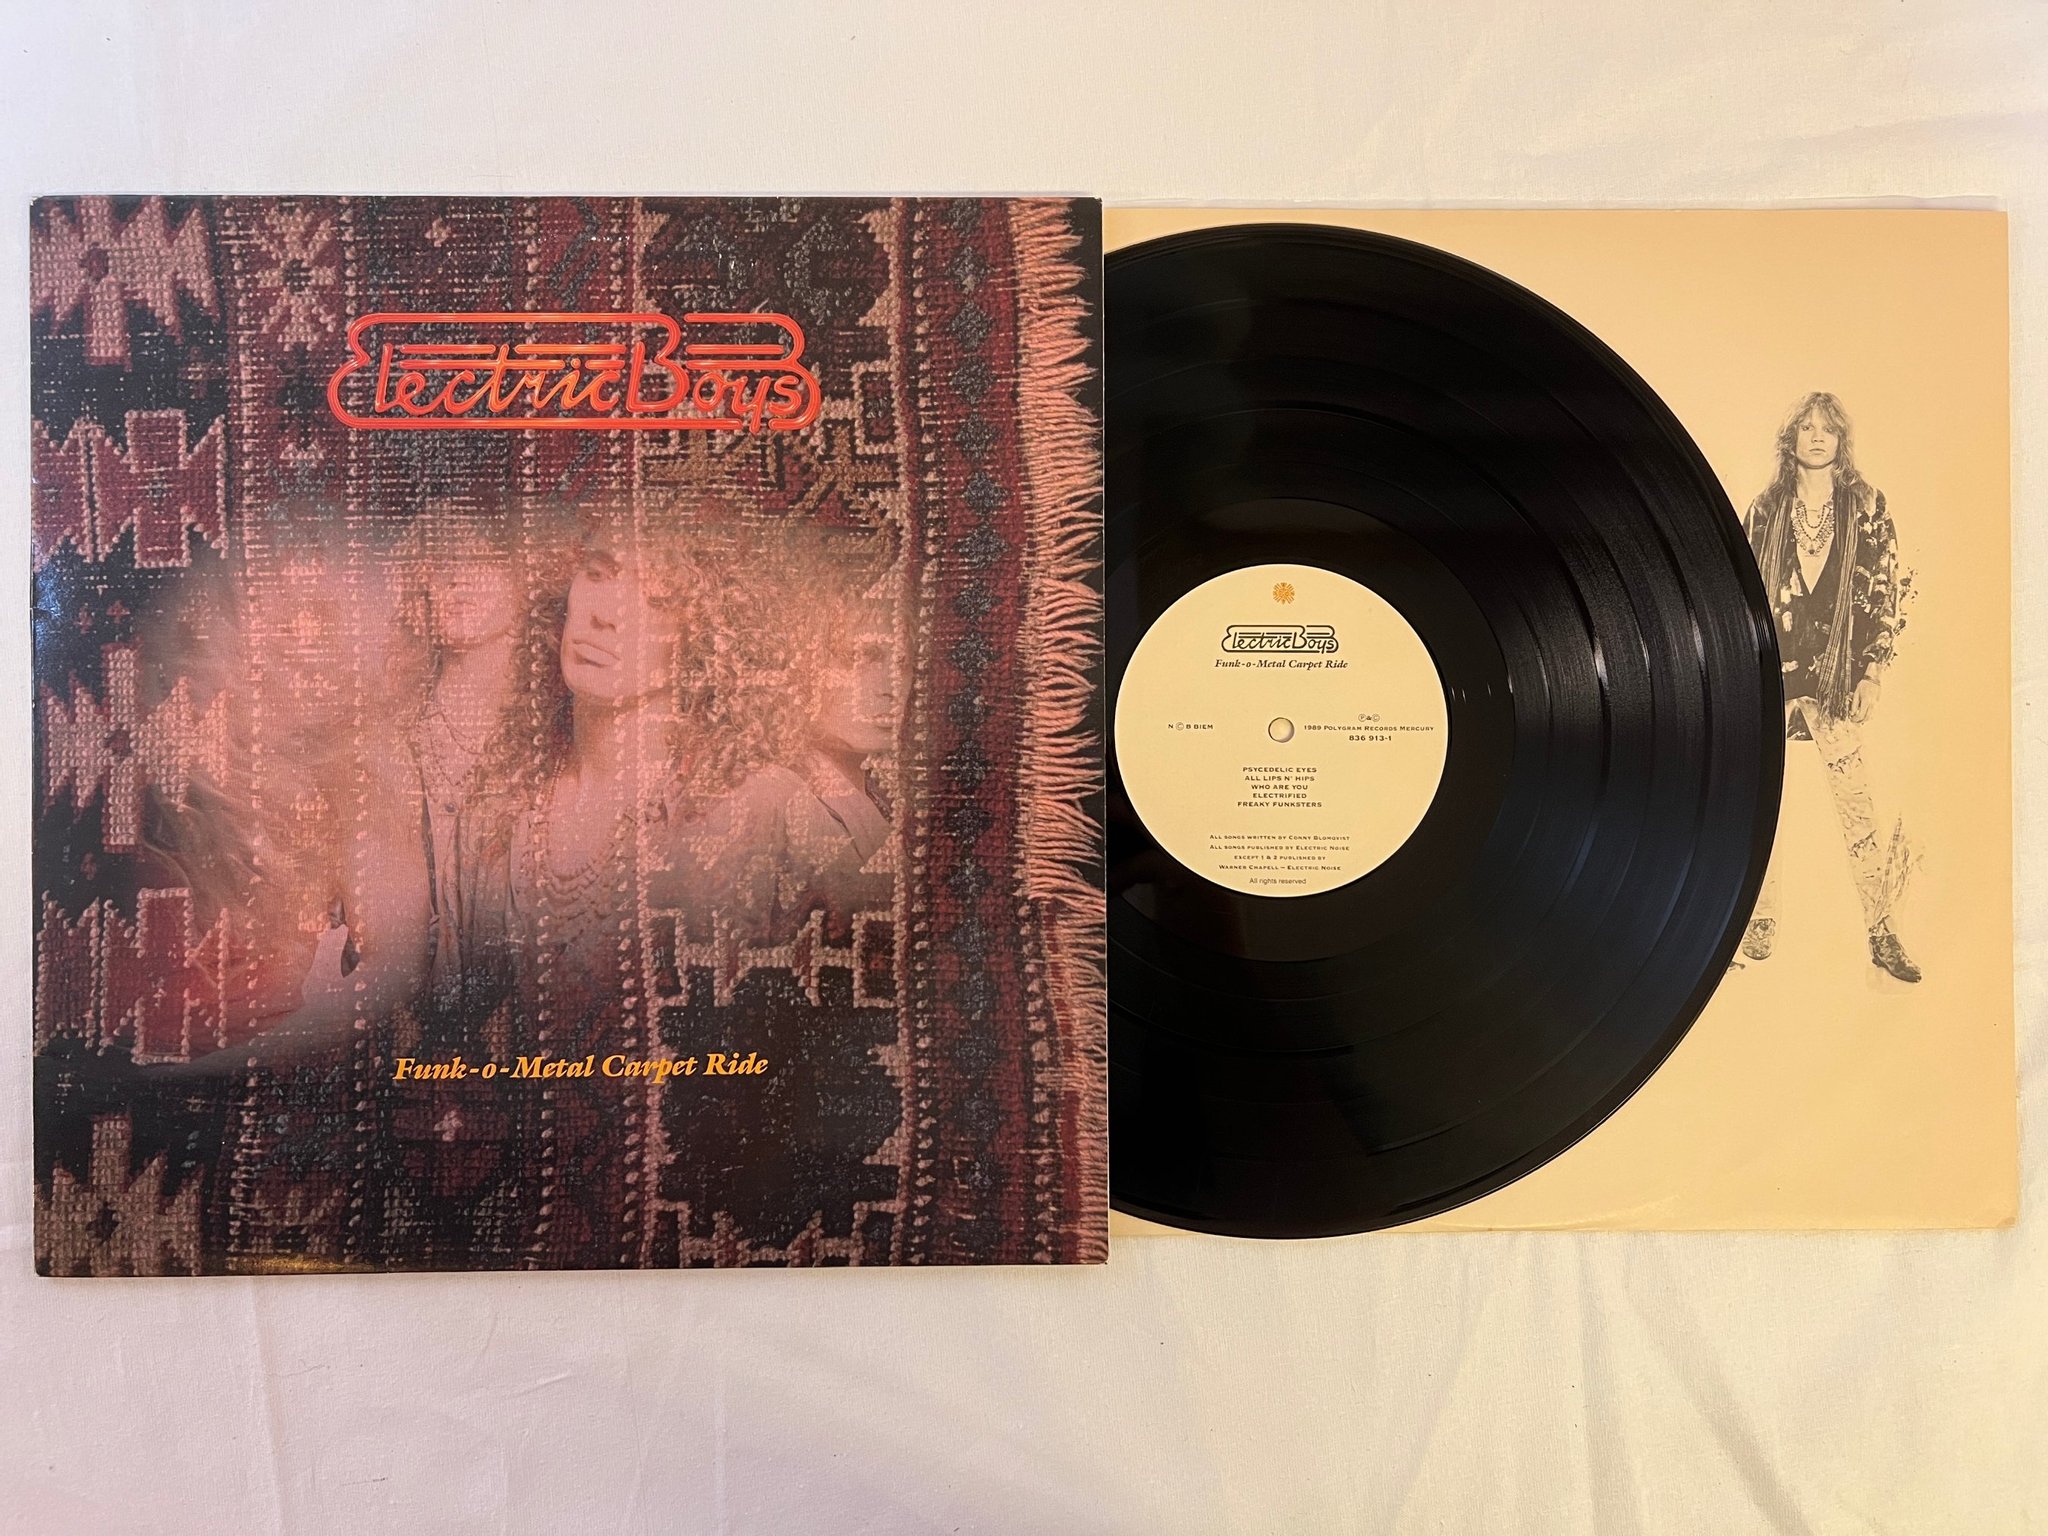 Electric Boys
Funk-o-Metal Carpet Ride
Electric Boys
Funk-o-Metal Carpet Ride
N©B BIEM
℗&©
1989 POLYGRAM RECORDS MERCURY
836 913-1
PSYCEDELIC EYES
ALL LIPS N' HIPS
WHO ARE YOU
ELECTRIFIED
FREAKY FUNKSTERS
ALL SONGS WRITTEN BY CONNY BLOMQVIST
ALL SONGS PUBLISHED BY ELECTRIC NOISE
EXCEPT 1 & 2 PUBLISHED BY
WARNER CHAPELL – ELECTRIC NOISE
All rights reserved